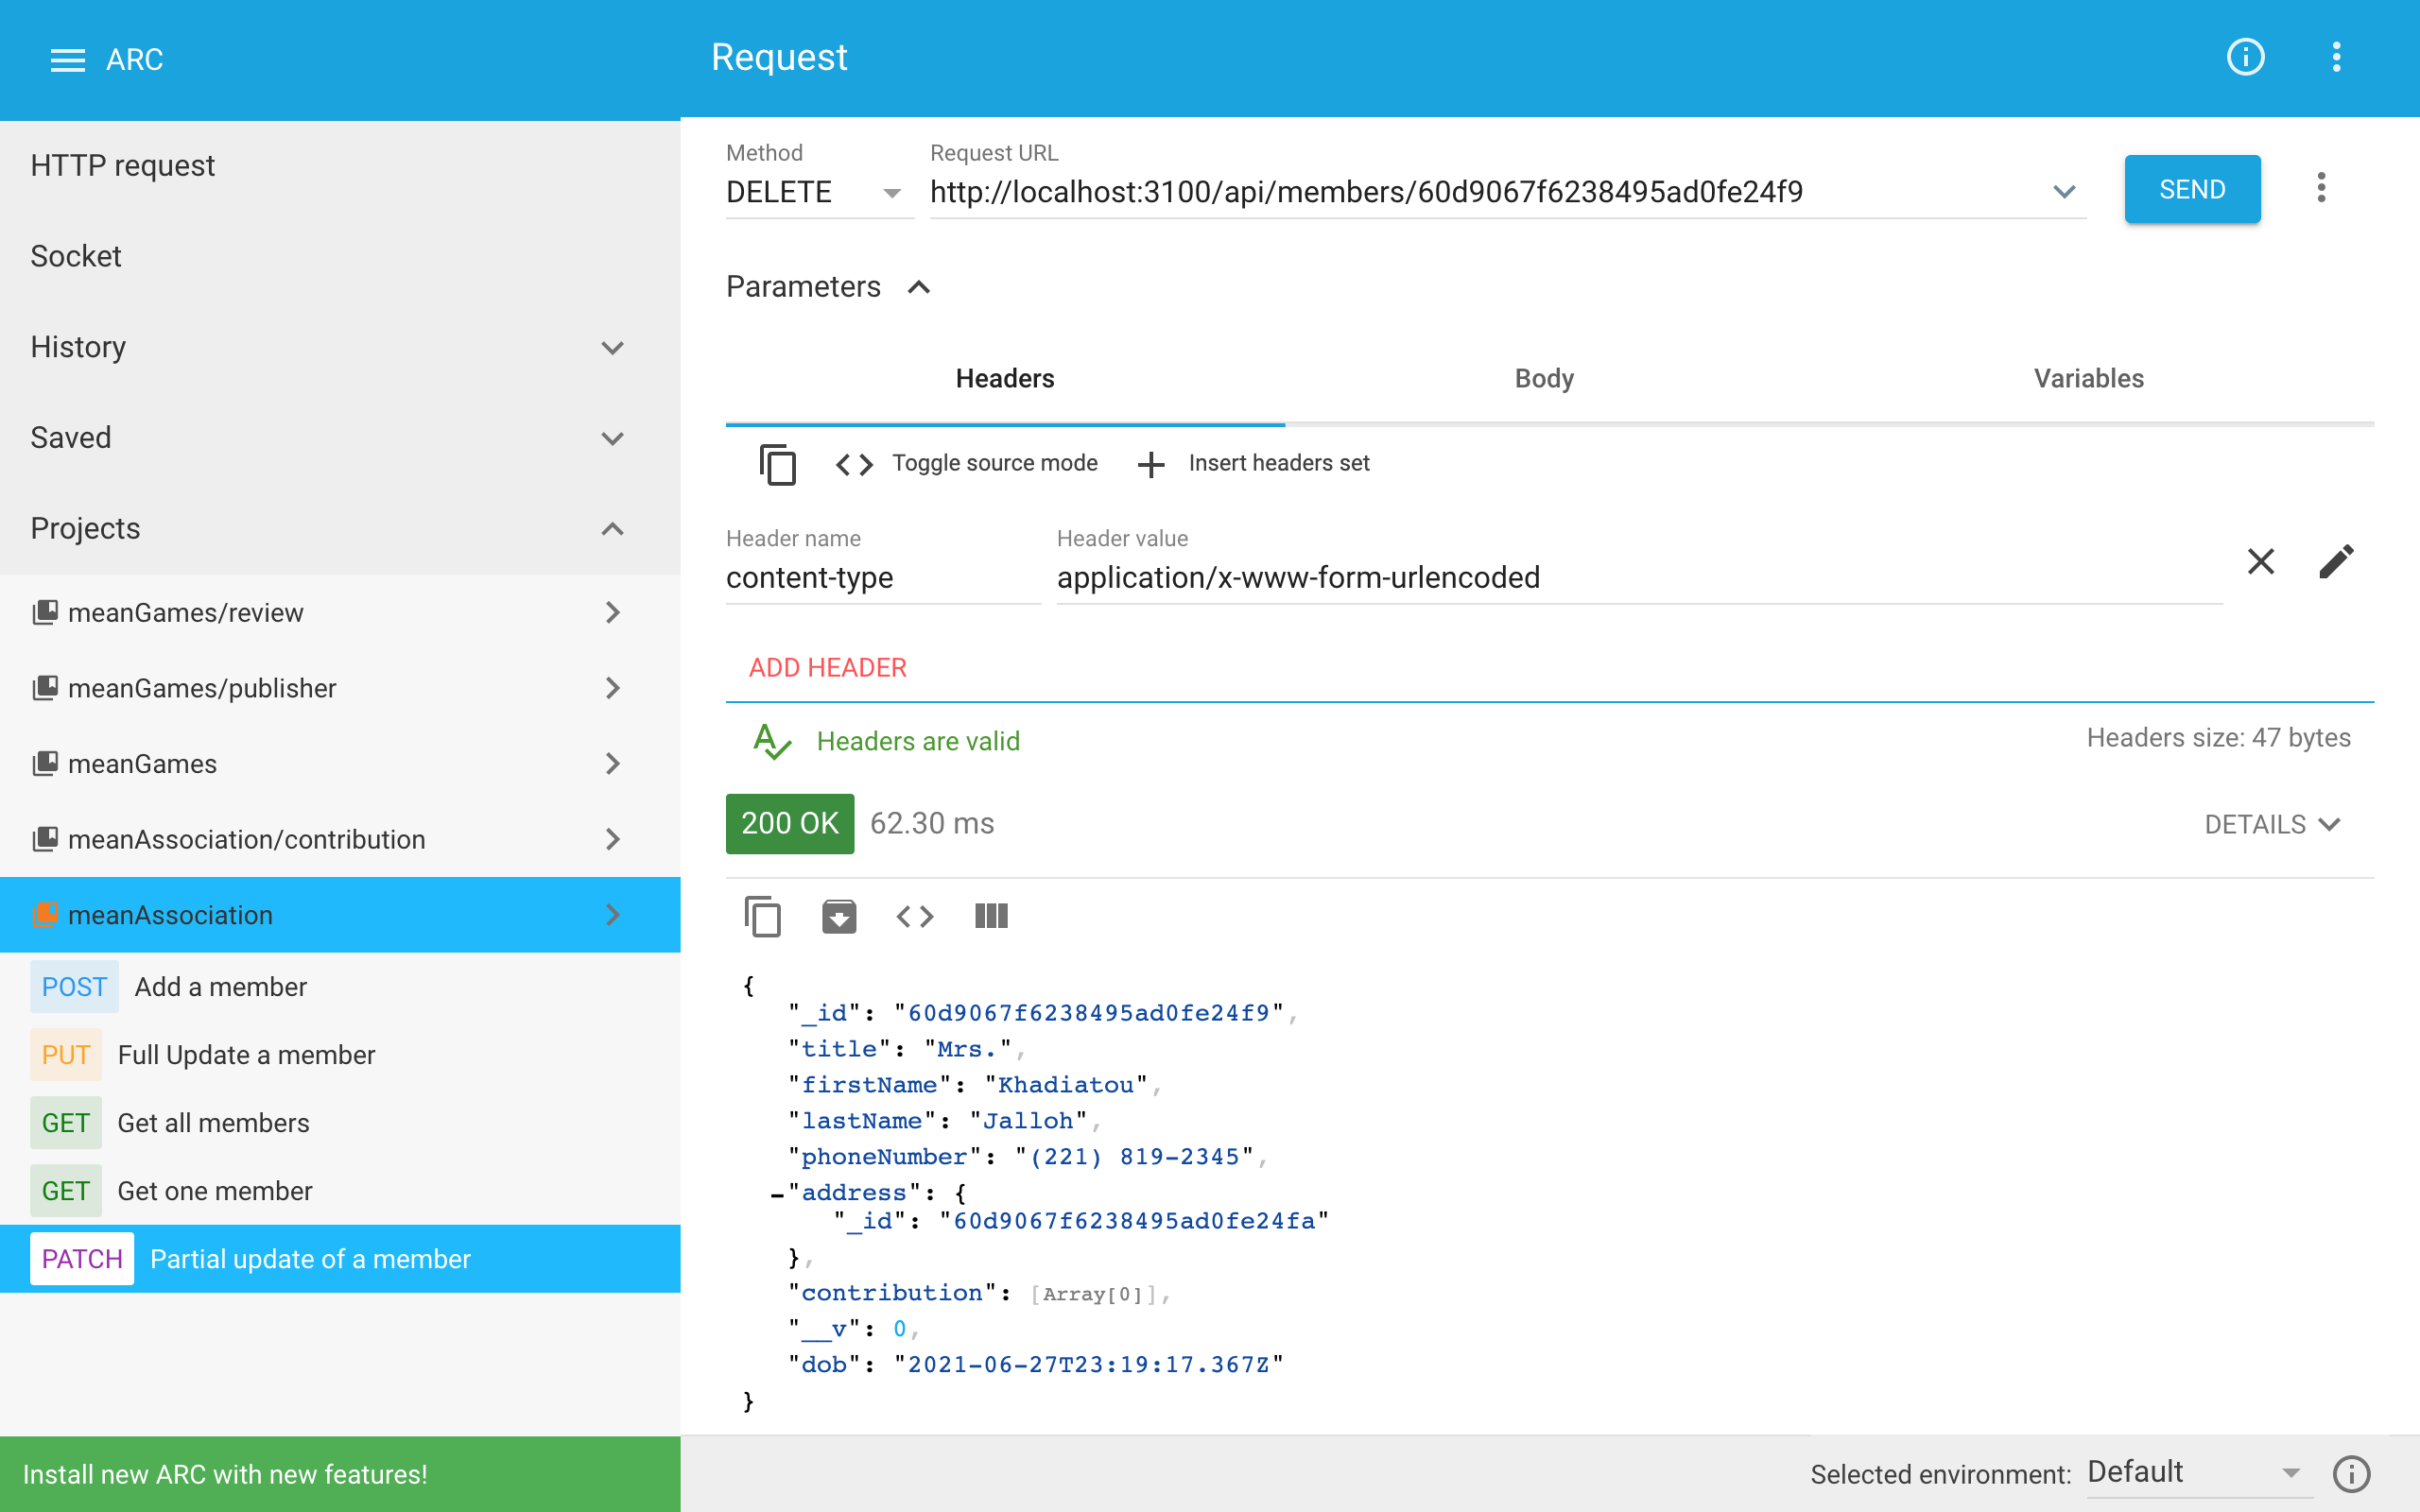 ARC
Request
HTTP request
Socket
History
Saved
Projects
meanGames/review
meanGames/publisher
meanGames
meanAssociation/contribution
meanAssociation
POST Add a member
PUT Full Update a member
GET Get all members
GET Get one member
PATCH Partial update of a member
Install new ARC with new features!
Method
DELETE
Request URL
http://localhost:3100/api/members/60d9067f6238495ad0fe24f9
SEND
Parameters
Headers Body Variables
Toggle source mode Insert headers set
Header name
content-type
Header value
application/x-www-form-urlencoded
ADD HEADER
Headers are valid
Headers size: 47 bytes
200 OK 62.30 ms
DETAILS
{
"_id": "60d9067f6238495ad0fe24f9",
"title": "Mrs.",
"firstName": "Khadiatou",
"lastName": "Jalloh",
"phoneNumber": "(221) 819-2345",
-"address": {
"_id": "60d9067f6238495ad0fe24fa"
},
"contribution": [Array[0]],
"__v": 0,
"dob": "2021-06-27T23:19:17.367Z"
}
Selected environment: Default